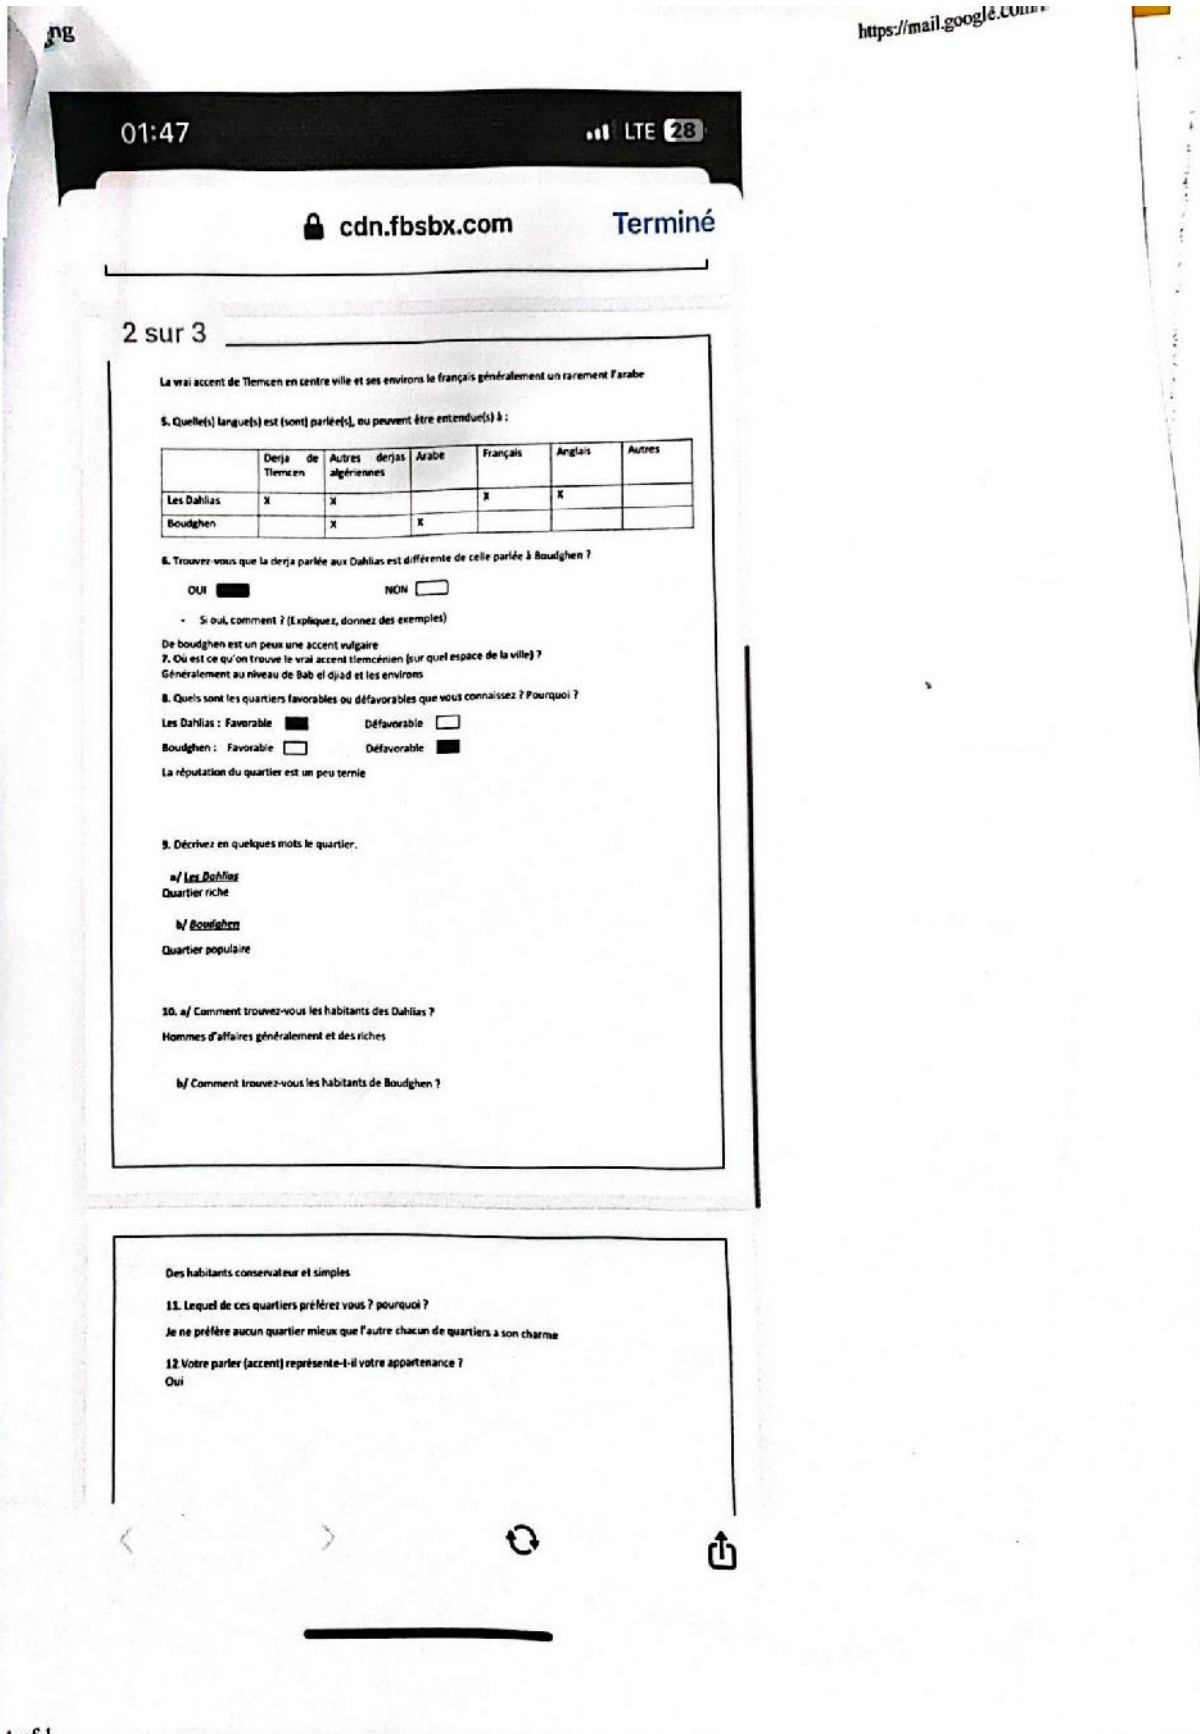 ng
https://mail.google.com/
01:47
LTE 28
cdn.fbsbx.com
Terminé
2 sur 3
La vrai accent de Tlemcen en centre ville et ses environs le français généralement un rarement l'arabe
5. Quelle(s) langue(s) est (sont) parlée(s), ou peuvent être entendue(s) à :
Derja de Tlemcen Autres derjas algériennes Arabe Français Anglais Autres
Les Dahlias x x x x
Boudghen x x
6. Trouvez-vous que la derja parlée aux Dahlias est différente de celle parlée à Boudghen ?
OUI NON
- Si oui, comment ? (Expliquez, donnez des exemples)
De boudghen est un peux une accent vulgaire
7. Où est ce qu'on trouve le vrai accent tlemcénien (sur quel espace de la ville) ?
Généralement au niveau de Bab el djiad et les environs
8. Quels sont les quartiers favorables ou défavorables que vous connaissez ? Pourquoi ?
Les Dahlias : Favorable Défavorable
Boudghen : Favorable Défavorable
La réputation du quartier est un peu ternie
9. Décrivez en quelques mots le quartier.
a/ Les Dahlias
Quartier riche
b/ Boudghen
Quartier populaire
10. a/ Comment trouvez-vous les habitants des Dahlias ?
Hommes d'affaires généralement et des riches
b/ Comment trouvez-vous les habitants de Boudghen ?
Des habitants conservateur et simples
11. Lequel de ces quartiers préférez vous ? pourquoi ?
Je ne préfère aucun quartier mieux que l'autre chacun de quartiers a son charme
12.Votre parler (accent) représente-t-il votre appartenance ?
Oui